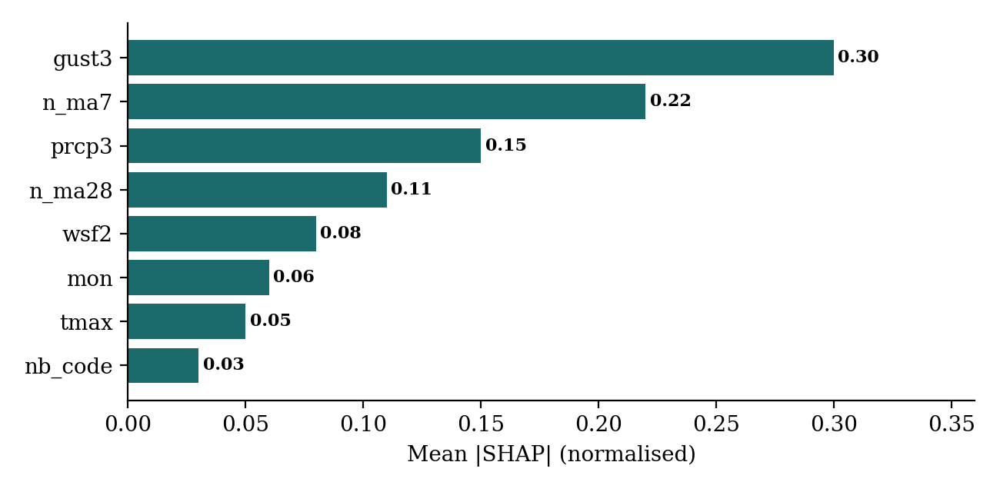 gust3 0.30
n_ma7 0.22
prcp3 0.15
n_ma28 0.11
wsf2 0.08
mon 0.06
tmax 0.05
nb_code 0.03
0.00 0.05 0.10 0.15 0.20 0.25 0.30 0.35
Mean |SHAP| (normalised)